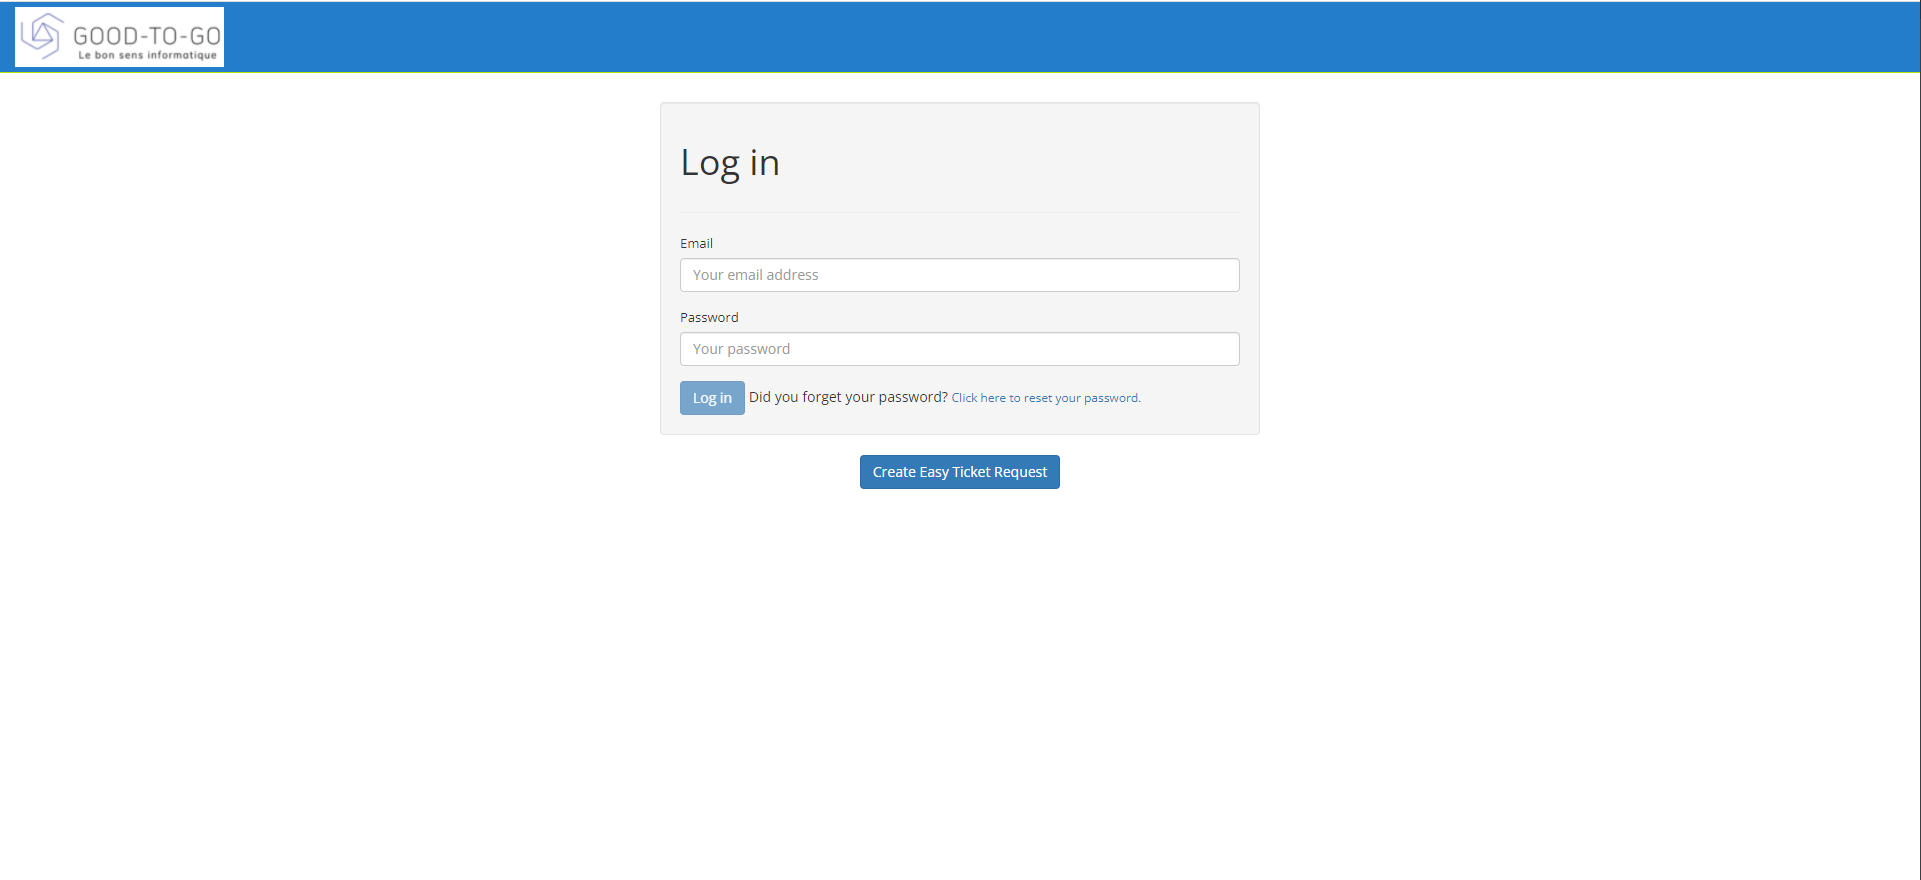 GOOD-TO-GO
Le bon sens informatique
Log in
Email
Your email address
Password
Your password
Log in Did you forget your password? Click here to reset your password.
Create Easy Ticket Request